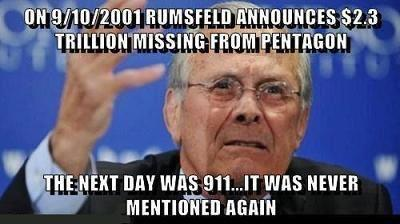 ON 9/10/2001 RUMSFELD ANNOUNCES $2.3
TRILLION MISSING FROM PENTAGON
THE NEXT DAY WAS 911...IT WAS NEVER
MENTIONED AGAIN